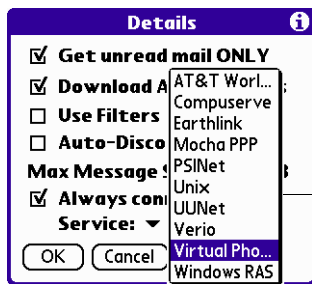 Details
Get unread mail ONLY
Download A
Use Filters
Auto-Disco
Max Message
Always con
Service:
OK Cancel
AT&T Worl...
Compuserve
Earthlink
Mocha PPP
PSINet
Unix
UUNet
Verio
Virtual Pho...
Windows RAS